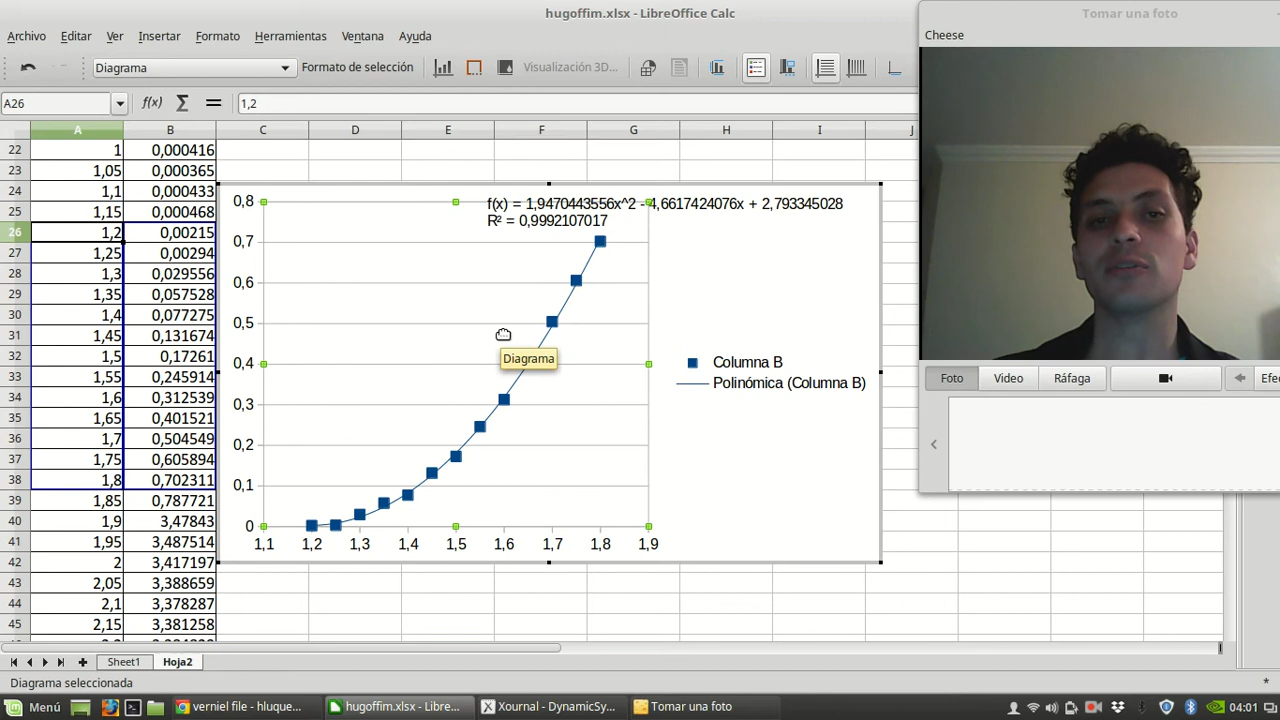 hugoffim.xlsx - LibreOffice Calc
Tomar una foto
Archivo Editar Ver Insertar Formato Herramientas Ventana Ayuda
Cheese
Diagrama Formato de selección Visualización 3D...
A26 f(x) Σ = 1,2
A B C D E F G H I J
22 1 0,000416
23 1,05 0,000365
24 1,1 0,000433
25 1,15 0,000468
26 1,2 0,00215
27 1,25 0,00294
28 1,3 0,029556
29 1,35 0,057528
30 1,4 0,077275
31 1,45 0,131674
32 1,5 0,17261
33 1,55 0,245914
34 1,6 0,312539
35 1,65 0,401521
36 1,7 0,504549
37 1,75 0,605894
38 1,8 0,702311
39 1,85 0,787721
40 1,9 3,47843
41 1,95 3,487514
42 2 3,417197
43 2,05 3,388659
44 2,1 3,378287
45 2,15 3,381258
f(x) = 1,9470443556x^2 - 4,6617424076x + 2,793345028
R² = 0,9992107017
0,8
0,7
0,6
0,5
0,4
0,3
0,2
0,1
0
1,1 1,2 1,3 1,4 1,5 1,6 1,7 1,8 1,9
Diagrama
Columna B
Polinómica (Columna B)
Foto Video Ráfaga Efe
Sheet1 Hoja2
Diagrama seleccionada *
Menú verniel file - hluque... hugoffim.xlsx - Libre... Xournal - DynamicSy... Tomar una foto 04:01